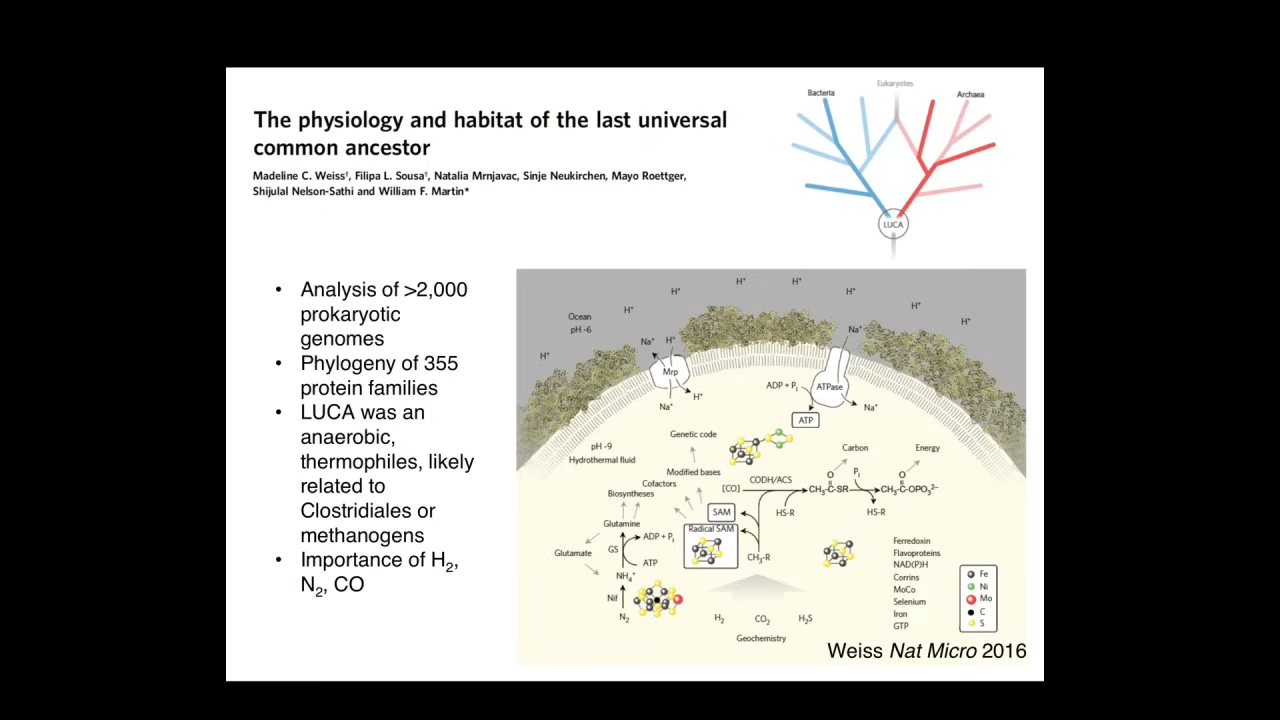 The physiology and habitat of the last universal
common ancestor
Madeline C. Weiss†, Filipa L. Sousa†, Natalia Mrnjavac, Sinje Neukirchen, Mayo Roettger,
Shijulal Nelson-Sathi and William F. Martin*
Eukaryotes
Bacteria
Archaea
LUCA
• Analysis of >2,000
prokaryotic
genomes
• Phylogeny of 355
protein families
• LUCA was an
anaerobic,
thermophiles, likely
related to
Clostridiales or
methanogens
• Importance of H₂,
N₂, CO
H⁺
H⁺
H⁺
H⁺
H⁺
H⁺
H⁺
H⁺
Ocean
pH ~6
Na⁺
H⁺
Mrp
Na⁺
H⁺
Na⁺
ADP + Pᵢ
ATPase
Na⁺
ATP
pH ~9
Hydrothermal fluid
Genetic code
Modified bases
Cofactors
Biosyntheses
Carbon
Energy
[CO]
CODH/ACS
O
CH₃-C-SR
Pᵢ
O
CH₃-C-OPO₃²⁻
HS-R
HS-R
SAM
Radical SAM
CH₃-R
Glutamine
ADP + Pᵢ
Glutamate
GS
ATP
NH₄⁺
Nif
N₂
H₂
CO₂
H₂S
Geochemistry
Ferredoxin
Flavoproteins
NAD(P)H
Corrins
MoCo
Selenium
Iron
GTP
Fe
Ni
Mo
C
S
Weiss Nat Micro 2016